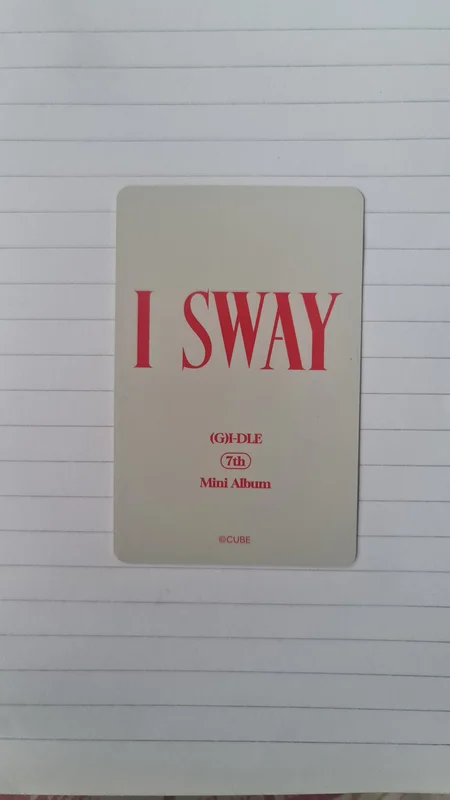 I SWAY
(G)I-DLE
7th
Mini Album
©CUBE